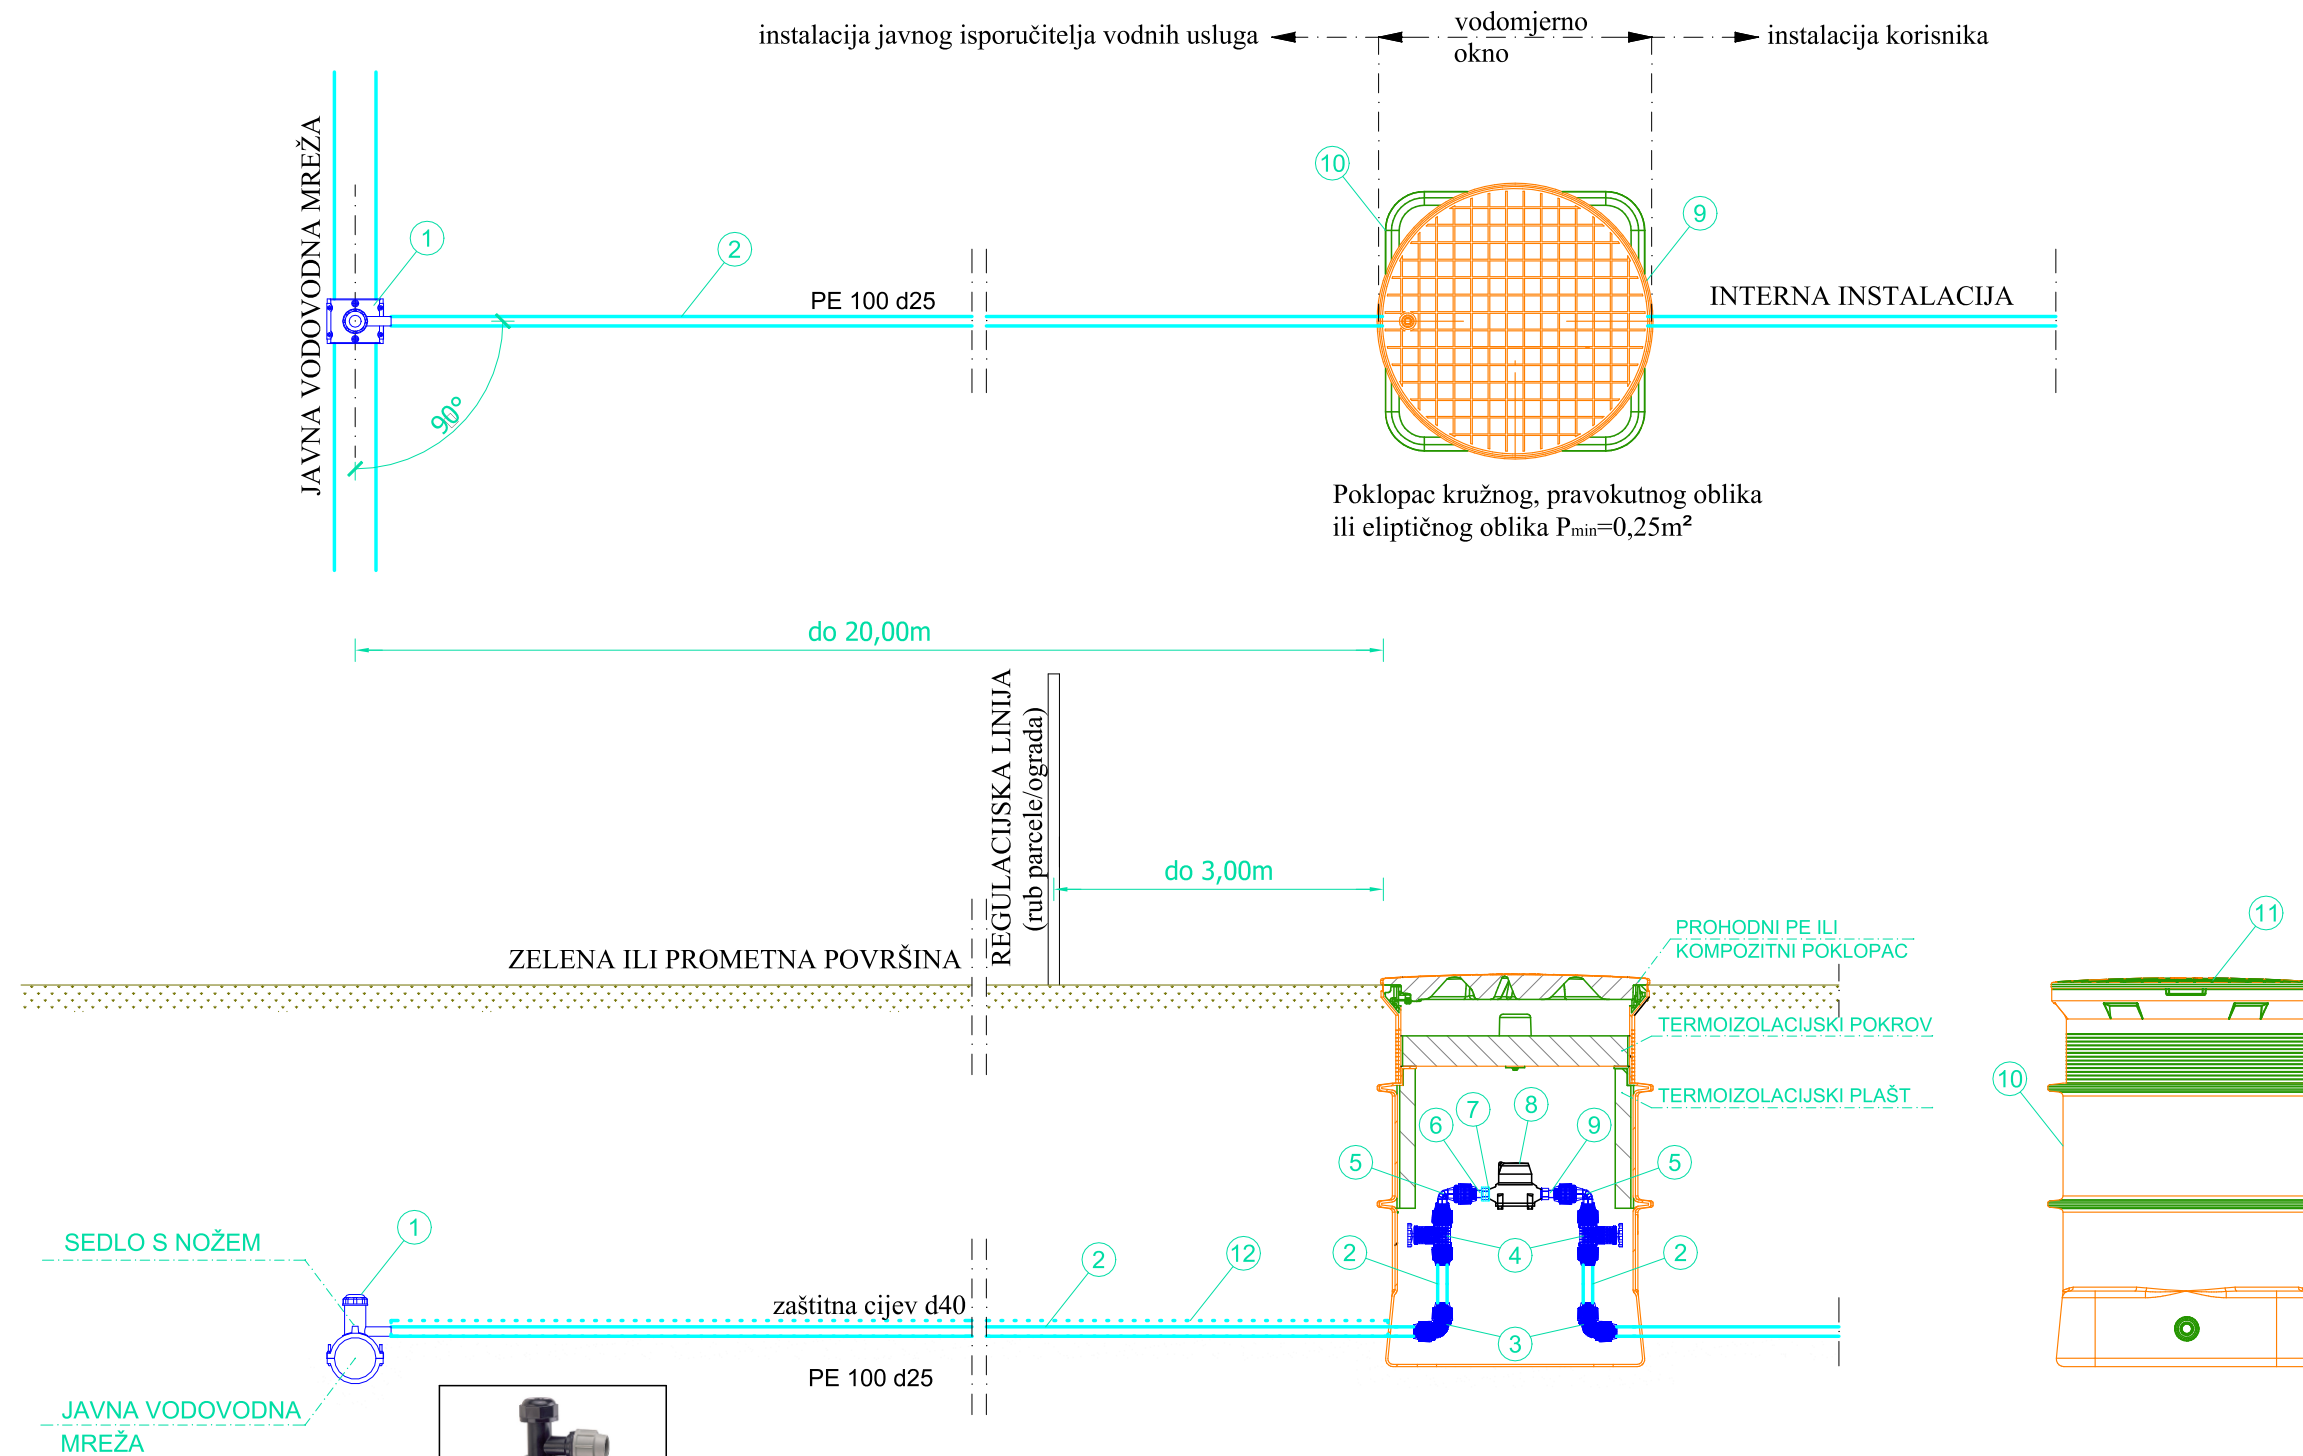 instalacija javnog isporučitelja vodnih usluga
vodomjerno
okno
instalacija korisnika
JAVNA VODOVODNA MREŽA
10
9
1
2
PE 100 d25
INTERNA INSTALACIJA
90°
Poklopac kružnog, pravokutnog oblika
ili eliptičnog oblika Pmin=0,25m²
do 20,00m
REGULACIJSKA LINIJA
(rub parcele/ograda)
do 3,00m
ZELENA ILI PROMETNA POVRŠINA
PROHODNI PE ILI
KOMPOZITNI POKLOPAC
11
TERMOIZOLACIJSKI POKROV
10
TERMOIZOLACIJSKI PLAŠT
6
7
8
9
5
5
SEDLO S NOŽEM
1
2
12
2
4
2
zaštitna cijev d40
3
PE 100 d25
JAVNA VODOVODNA
MREŽA